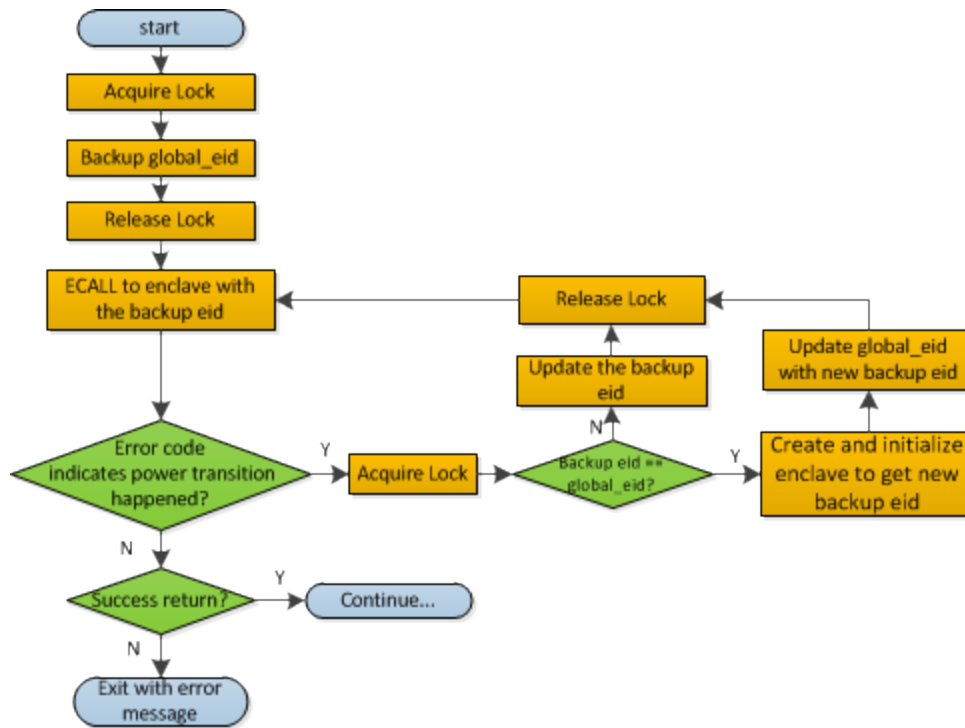 start
Acquire Lock
Backup global_eid
Release Lock
ECALL to enclave with
the backup eid
Release Lock
Update the backup
eid
Update global_eid
with new backup eid
Error code
indicates power transition
happened?
Y
Acquire Lock
N
Backup eid ==
global_eid?
Y
Create and initialize
enclave to get new
backup eid
N
Success return?
Y
Continue...
N
Exit with error
message